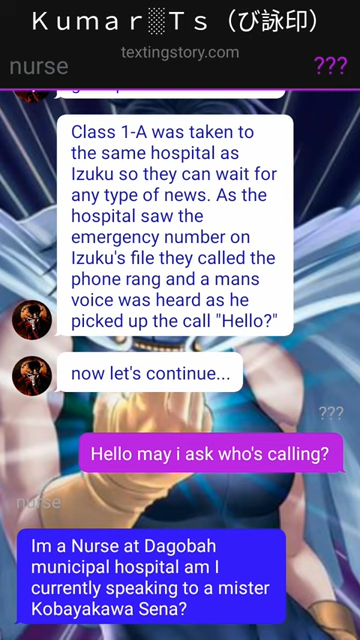 Ｋｕｍａｒ░Ｔｓ（び詠印）
textingstory.com
nurse
???
Class 1-A was taken to
the same hospital as
Izuku so they can wait for
any type of news. As the
hospital saw the
emergency number on
Izuku's file they called the
phone rang and a mans
voice was heard as he
picked up the call "Hello?"
now let's continue...
???
Hello may i ask who's calling?
nurse
Im a Nurse at Dagobah
municipal hospital am I
currently speaking to a mister
Kobayakawa Sena?